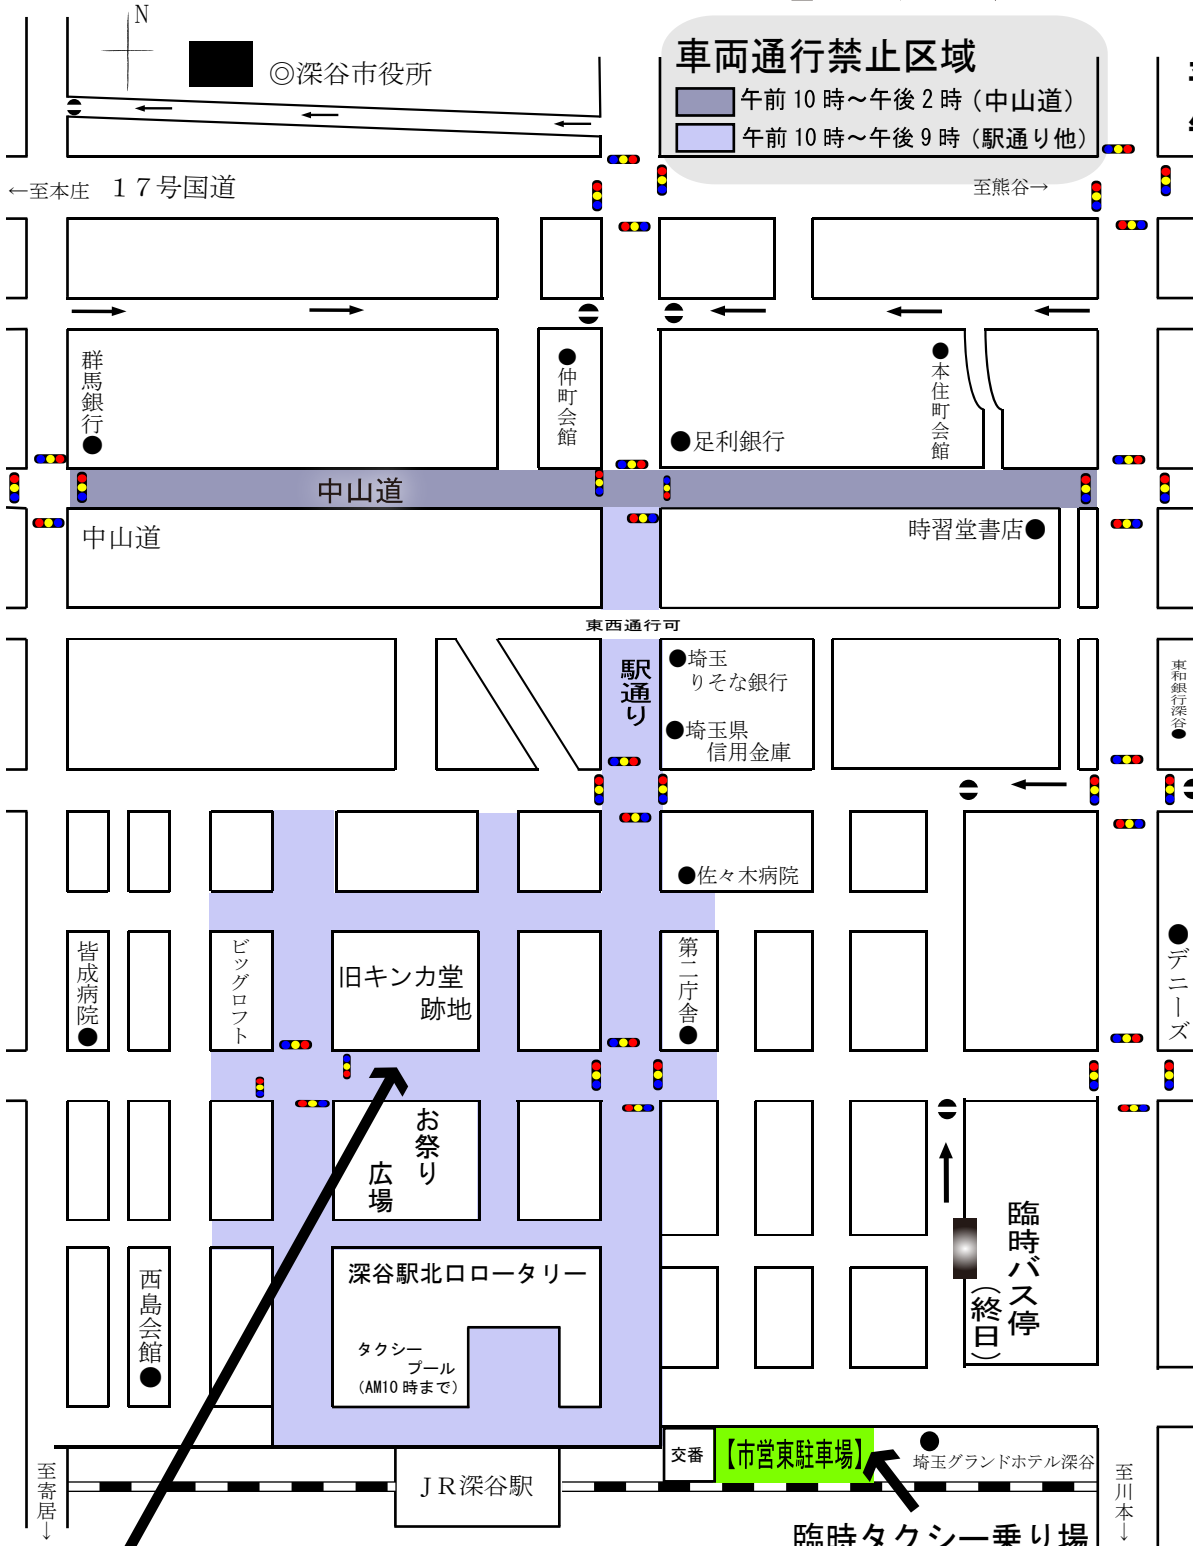 N
◎深谷市役所
車両通行禁止区域
午前10時～午後2時（中山道）
午前10時～午後9時（駅通り他）
←至本庄 17号国道
至熊谷→
群馬銀行
仲町会館
本住町会館
足利銀行
中山道
中山道
時習堂書店
東西通行可
駅通り
埼玉
りそな銀行
埼玉県
信用金庫
東和銀行深谷
佐々木病院
皆成病院
ビッグロフト
旧キンカ堂
跡地
第二庁舎
デニーズ
お祭り
広場
臨時バス停
（終日）
西島会館
深谷駅北口ロータリー
タクシー
プール
（AM10時まで）
交番
【市営東駐車場】
埼玉グランドホテル深谷
JR深谷駅
至寄居↓
至川本↓
臨時タクシー乗り場